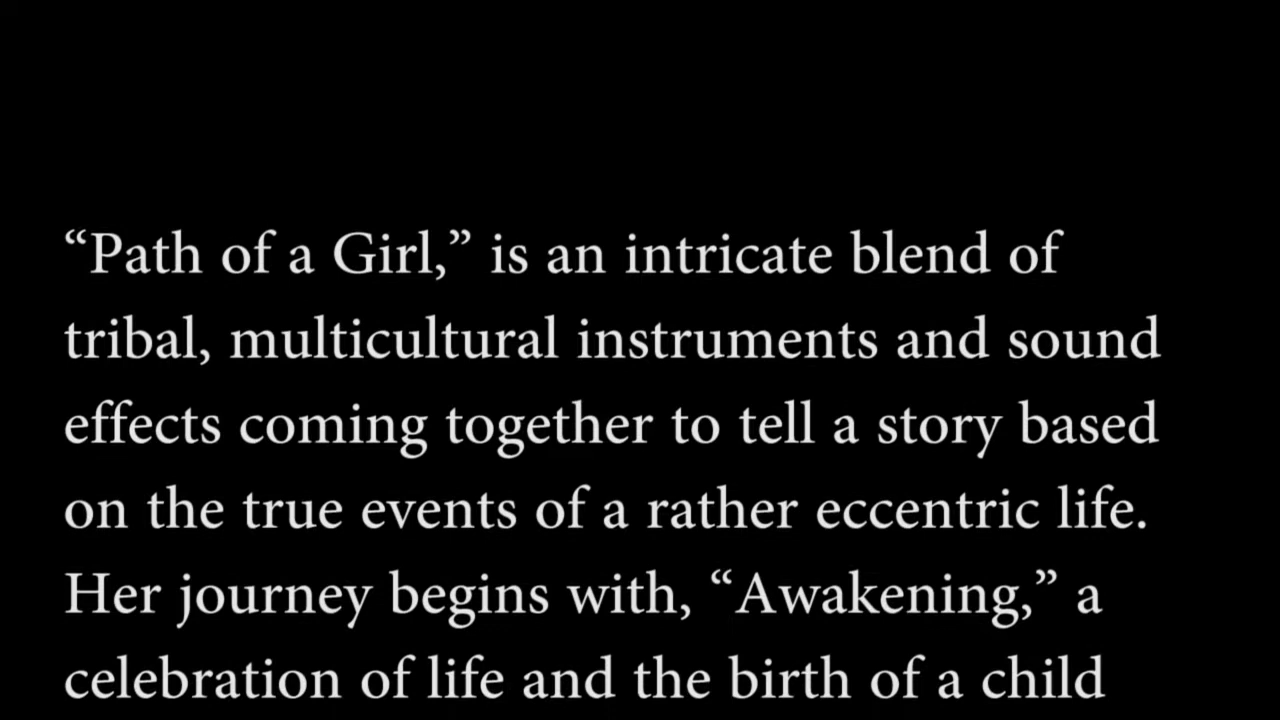 “Path of a Girl,” is an intricate blend of
tribal, multicultural instruments and sound
effects coming together to tell a story based
on the true events of a rather eccentric life.
Her journey begins with, “Awakening,” a
celebration of life and the birth of a child